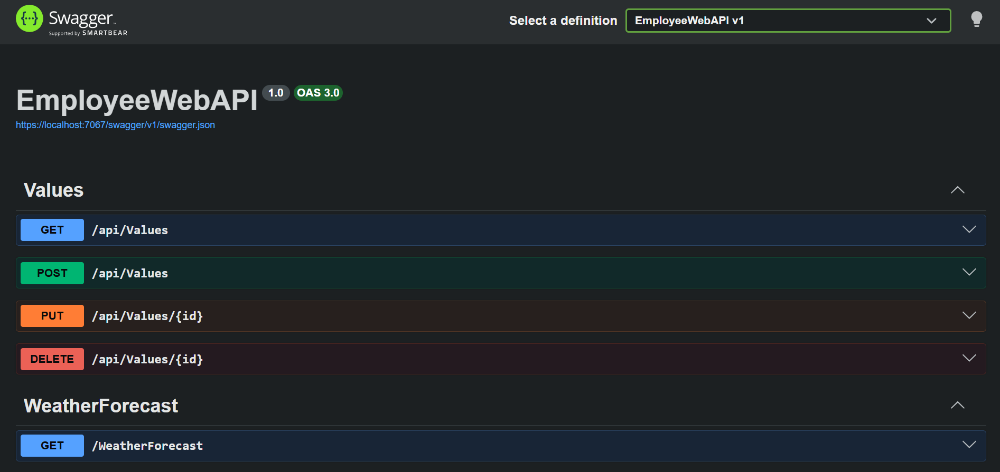 {···} Swagger™
Supported by SMARTBEAR
Select a definition
EmployeeWebAPI v1
EmployeeWebAPI 1.0 OAS 3.0
https://localhost:7067/swagger/v1/swagger.json
Values
GET /api/Values
POST /api/Values
PUT /api/Values/{id}
DELETE /api/Values/{id}
WeatherForecast
GET /WeatherForecast